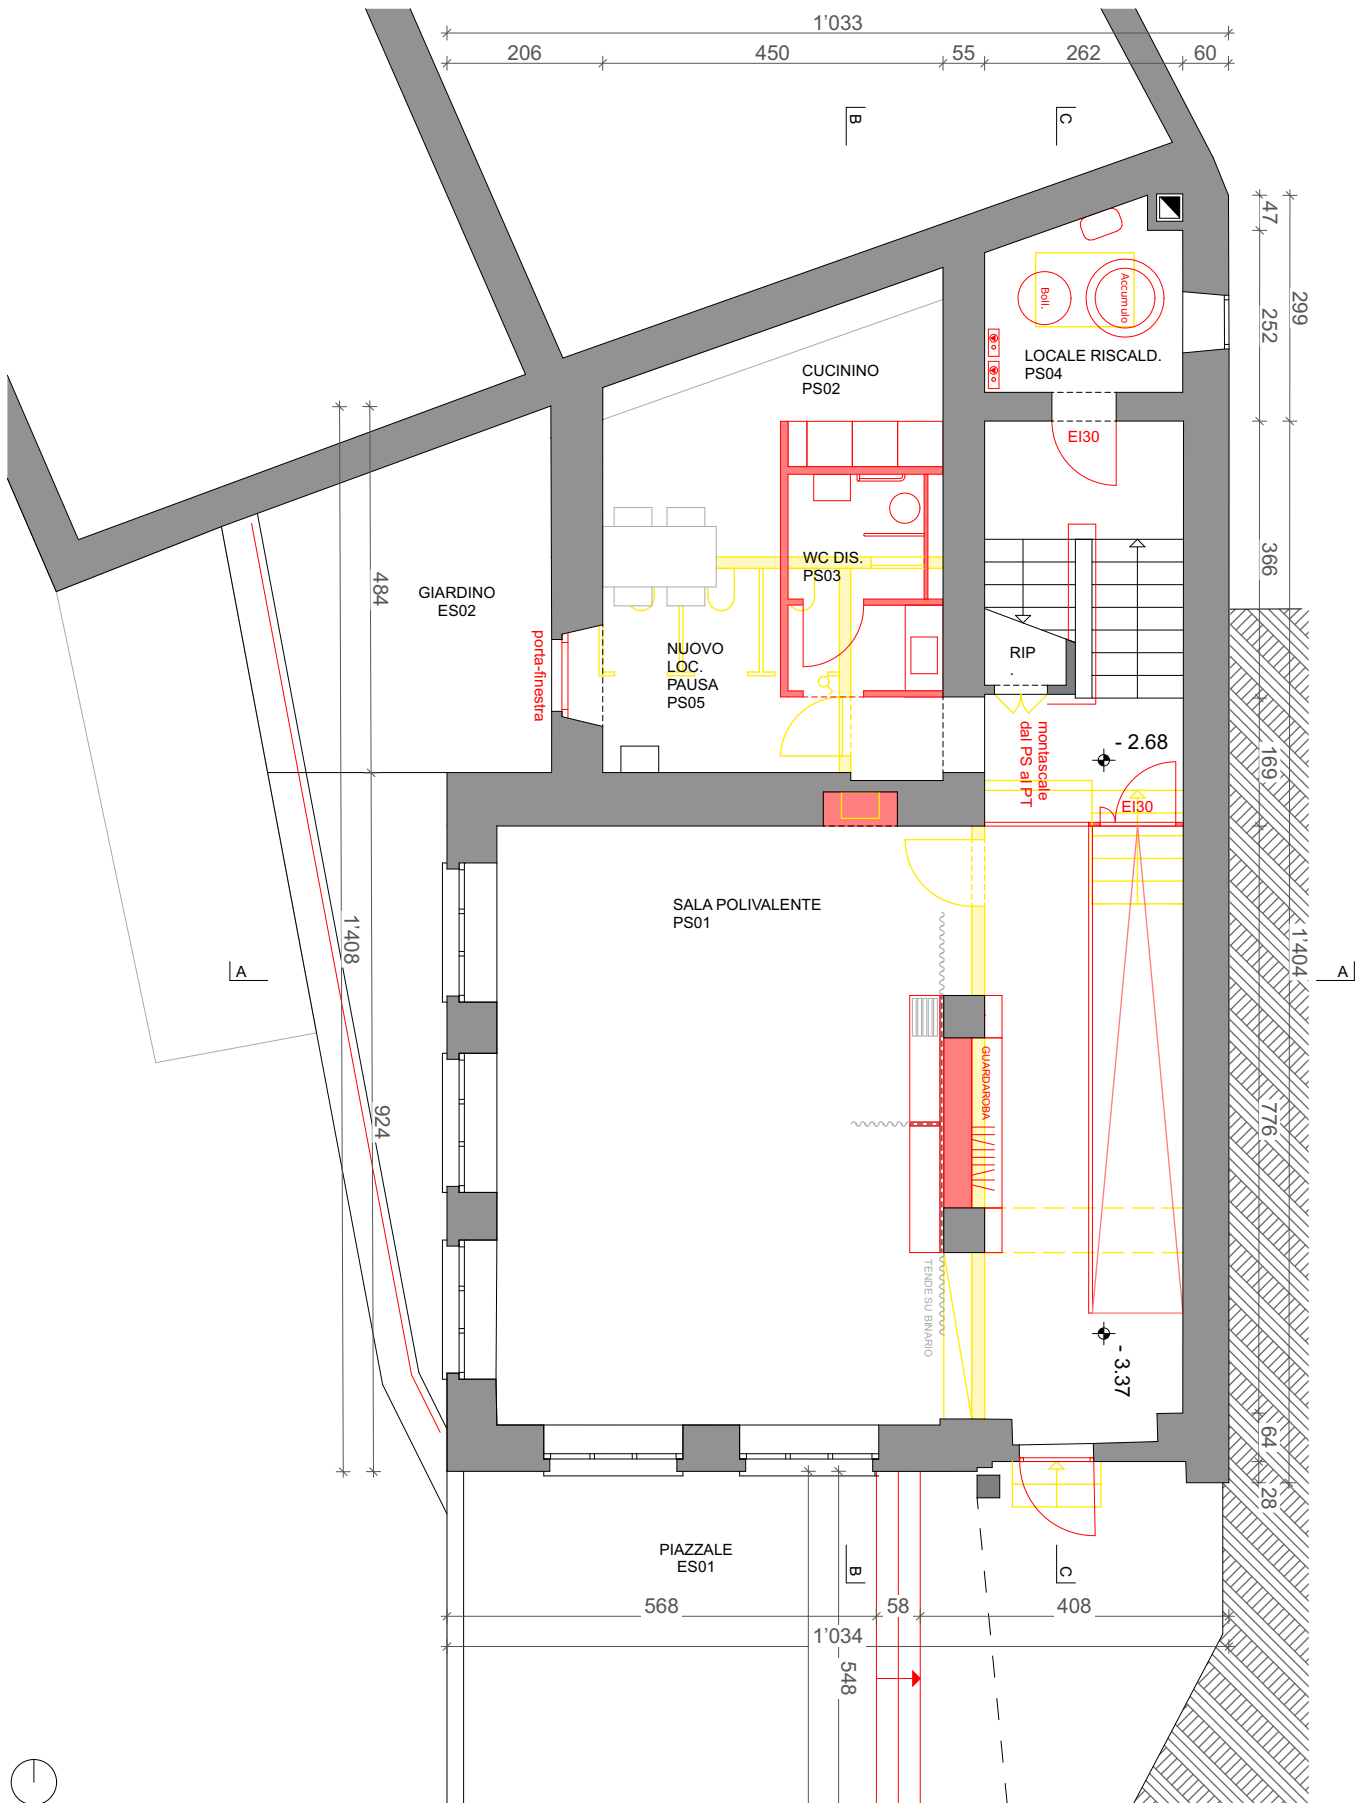 1'033
206
450
55
262
60
B
C
47
299
252
Accumulo
Boll.
LOCALE RISCALD.
PS04
CUCININO
PS02
EI30
366
WC DIS.
PS03
484
GIARDINO
ES02
porta-finestra
NUOVO
LOC.
PAUSA
PS05
RIP
.
montascale
dal PS al PT
- 2.68
169
EI30
SALA POLIVALENTE
PS01
1'408
1'404
A
A
GUARDAROBA
924
776
TENDE SU BINARIO
- 3.37
64
28
PIAZZALE
ES01
B
C
568
58
408
1'034
548